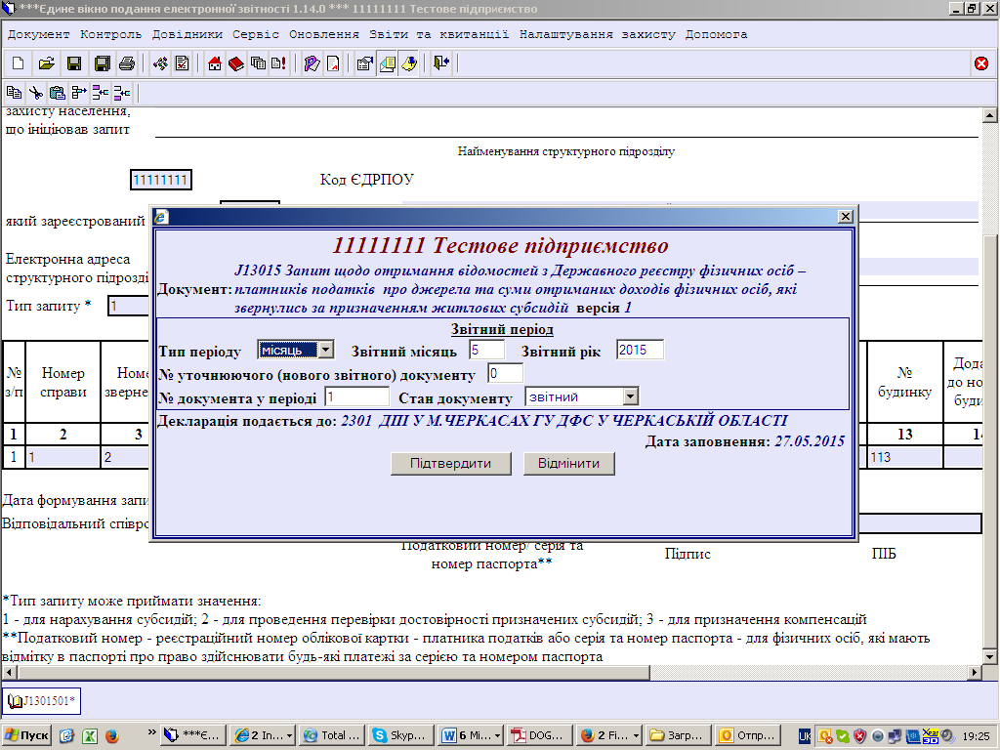 ***Єдине вікно подання електронної звітності 1.14.0 *** 11111111 Тестове підприємство
Документ Контроль Довідники Сервіс Оновлення Звіти та квитанції Налаштування захисту Допомога
захисту населення,
що ініціював запит
Найменування структурного підрозділу
11111111 Код ЄДРПОУ
який зареєстрований
Електронна адреса
структурного підрозді
Тип запиту * 1
11111111 Тестове підприємство
Документ: J13015 Запит щодо отримання відомостей з Державного реєстру фізичних осіб –
платників податків про джерела та суми отриманих доходів фізичних осіб, які
звернулись за призначенням житлових субсидій версія 1
Звітний період
Тип періоду місяць Звітний місяць 5 Звітний рік 2015
№ уточнюючого (нового звітного) документу 0
№ документа у періоді 1 Стан документу звітний
Декларація подається до: 2301 ДПІ У М.ЧЕРКАСАХ ГУ ДФС У ЧЕРКАСЬКІЙ ОБЛАСТІ
Дата заповнення: 27.05.2015
Підтвердити Відмінити
№
з/п
Номер
справи
Номе
зверне
№
будинку
Дода
до но
буди
1 2 3 13 14
1 1 2 113
Дата формування запи
Відповідальний співро
Податковий номер/ серія та
номер паспорта**
Підпис
ПІБ
*Тип запиту може приймати значення:
1 - для нарахування субсидій; 2 - для проведення перевірки достовірності призначених субсидій; 3 - для призначення компенсацій
**Податковий номер - реєстраційний номер облікової картки - платника податків або серія та номер паспорта - для фізичних осіб, які мають
відмітку в паспорті про право здійснювати будь-які платежі за серією та номером паспорта
J1301501*
Пуск » ***Є... 2 In... Total ... Skyp... 6 Mi... DOG... 2 Fi... Загр... Отпр... UK 19:25